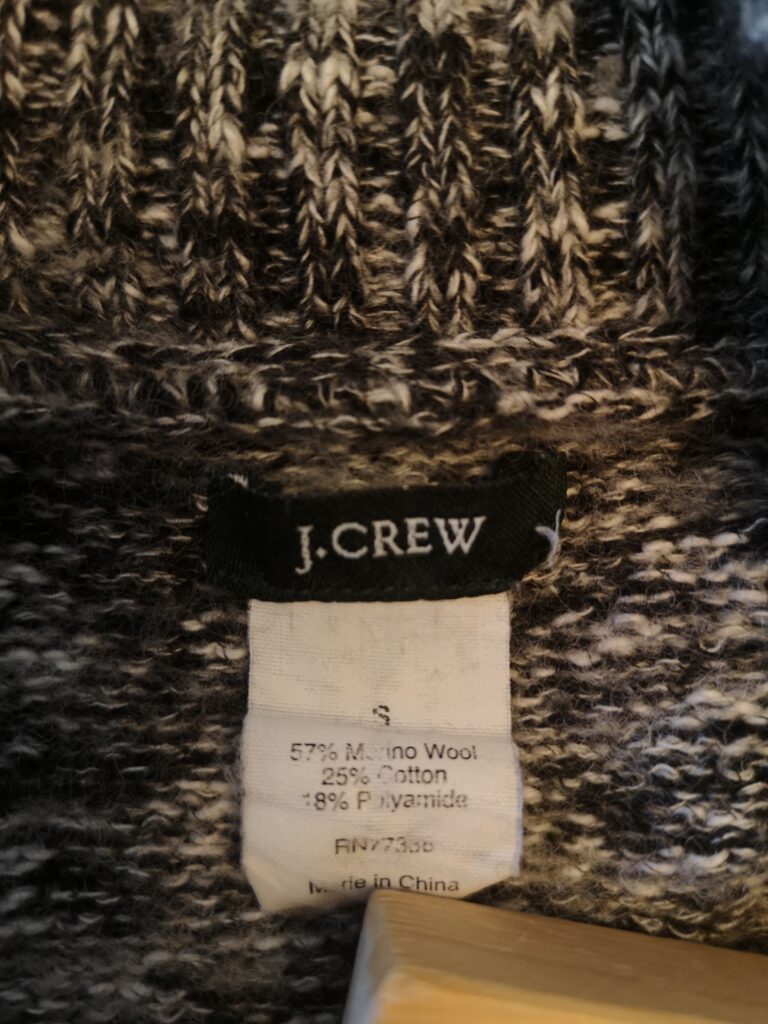 J.CREW
S
57% Merino Wool
25% Cotton
18% Polyamide
RN77388
Made in China